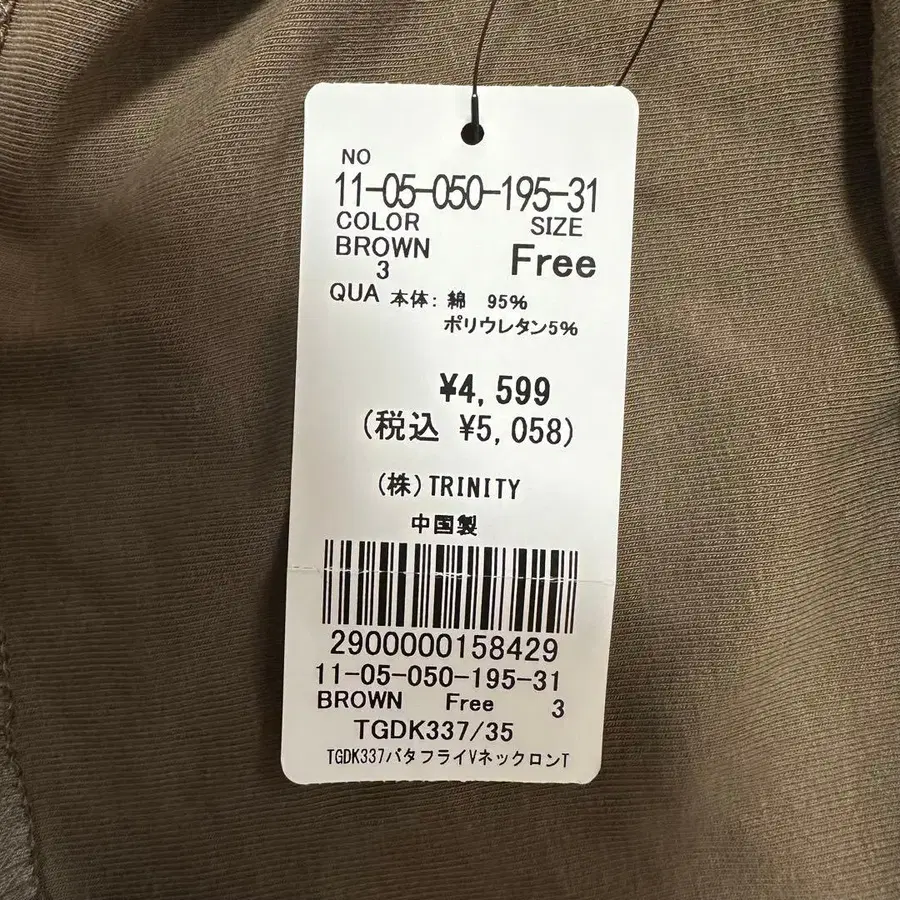 NO
11-05-050-195-31
COLOR SIZE
BROWN Free
3
QUA 本体: 綿 95%
ポリウレタン5%
¥4,599
(税込 ¥5,058)
(株)TRINITY
中国製
2900000158429
11-05-050-195-31
BROWN Free 3
TGDK337/35
TGDK337バタフライVネックロンT